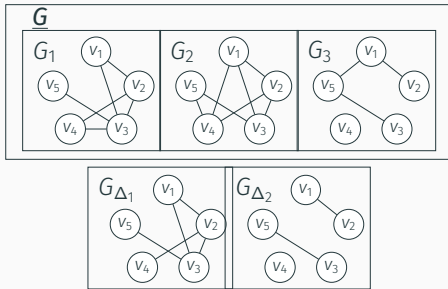 G
G1 G2 G3
v1 v1 v1
v5 v2 v5 v2 v5 v2
v4 v3 v4 v3 v4 v3
GΔ1 GΔ2
v1 v1
v5 v2 v5 v2
v4 v3 v4 v3